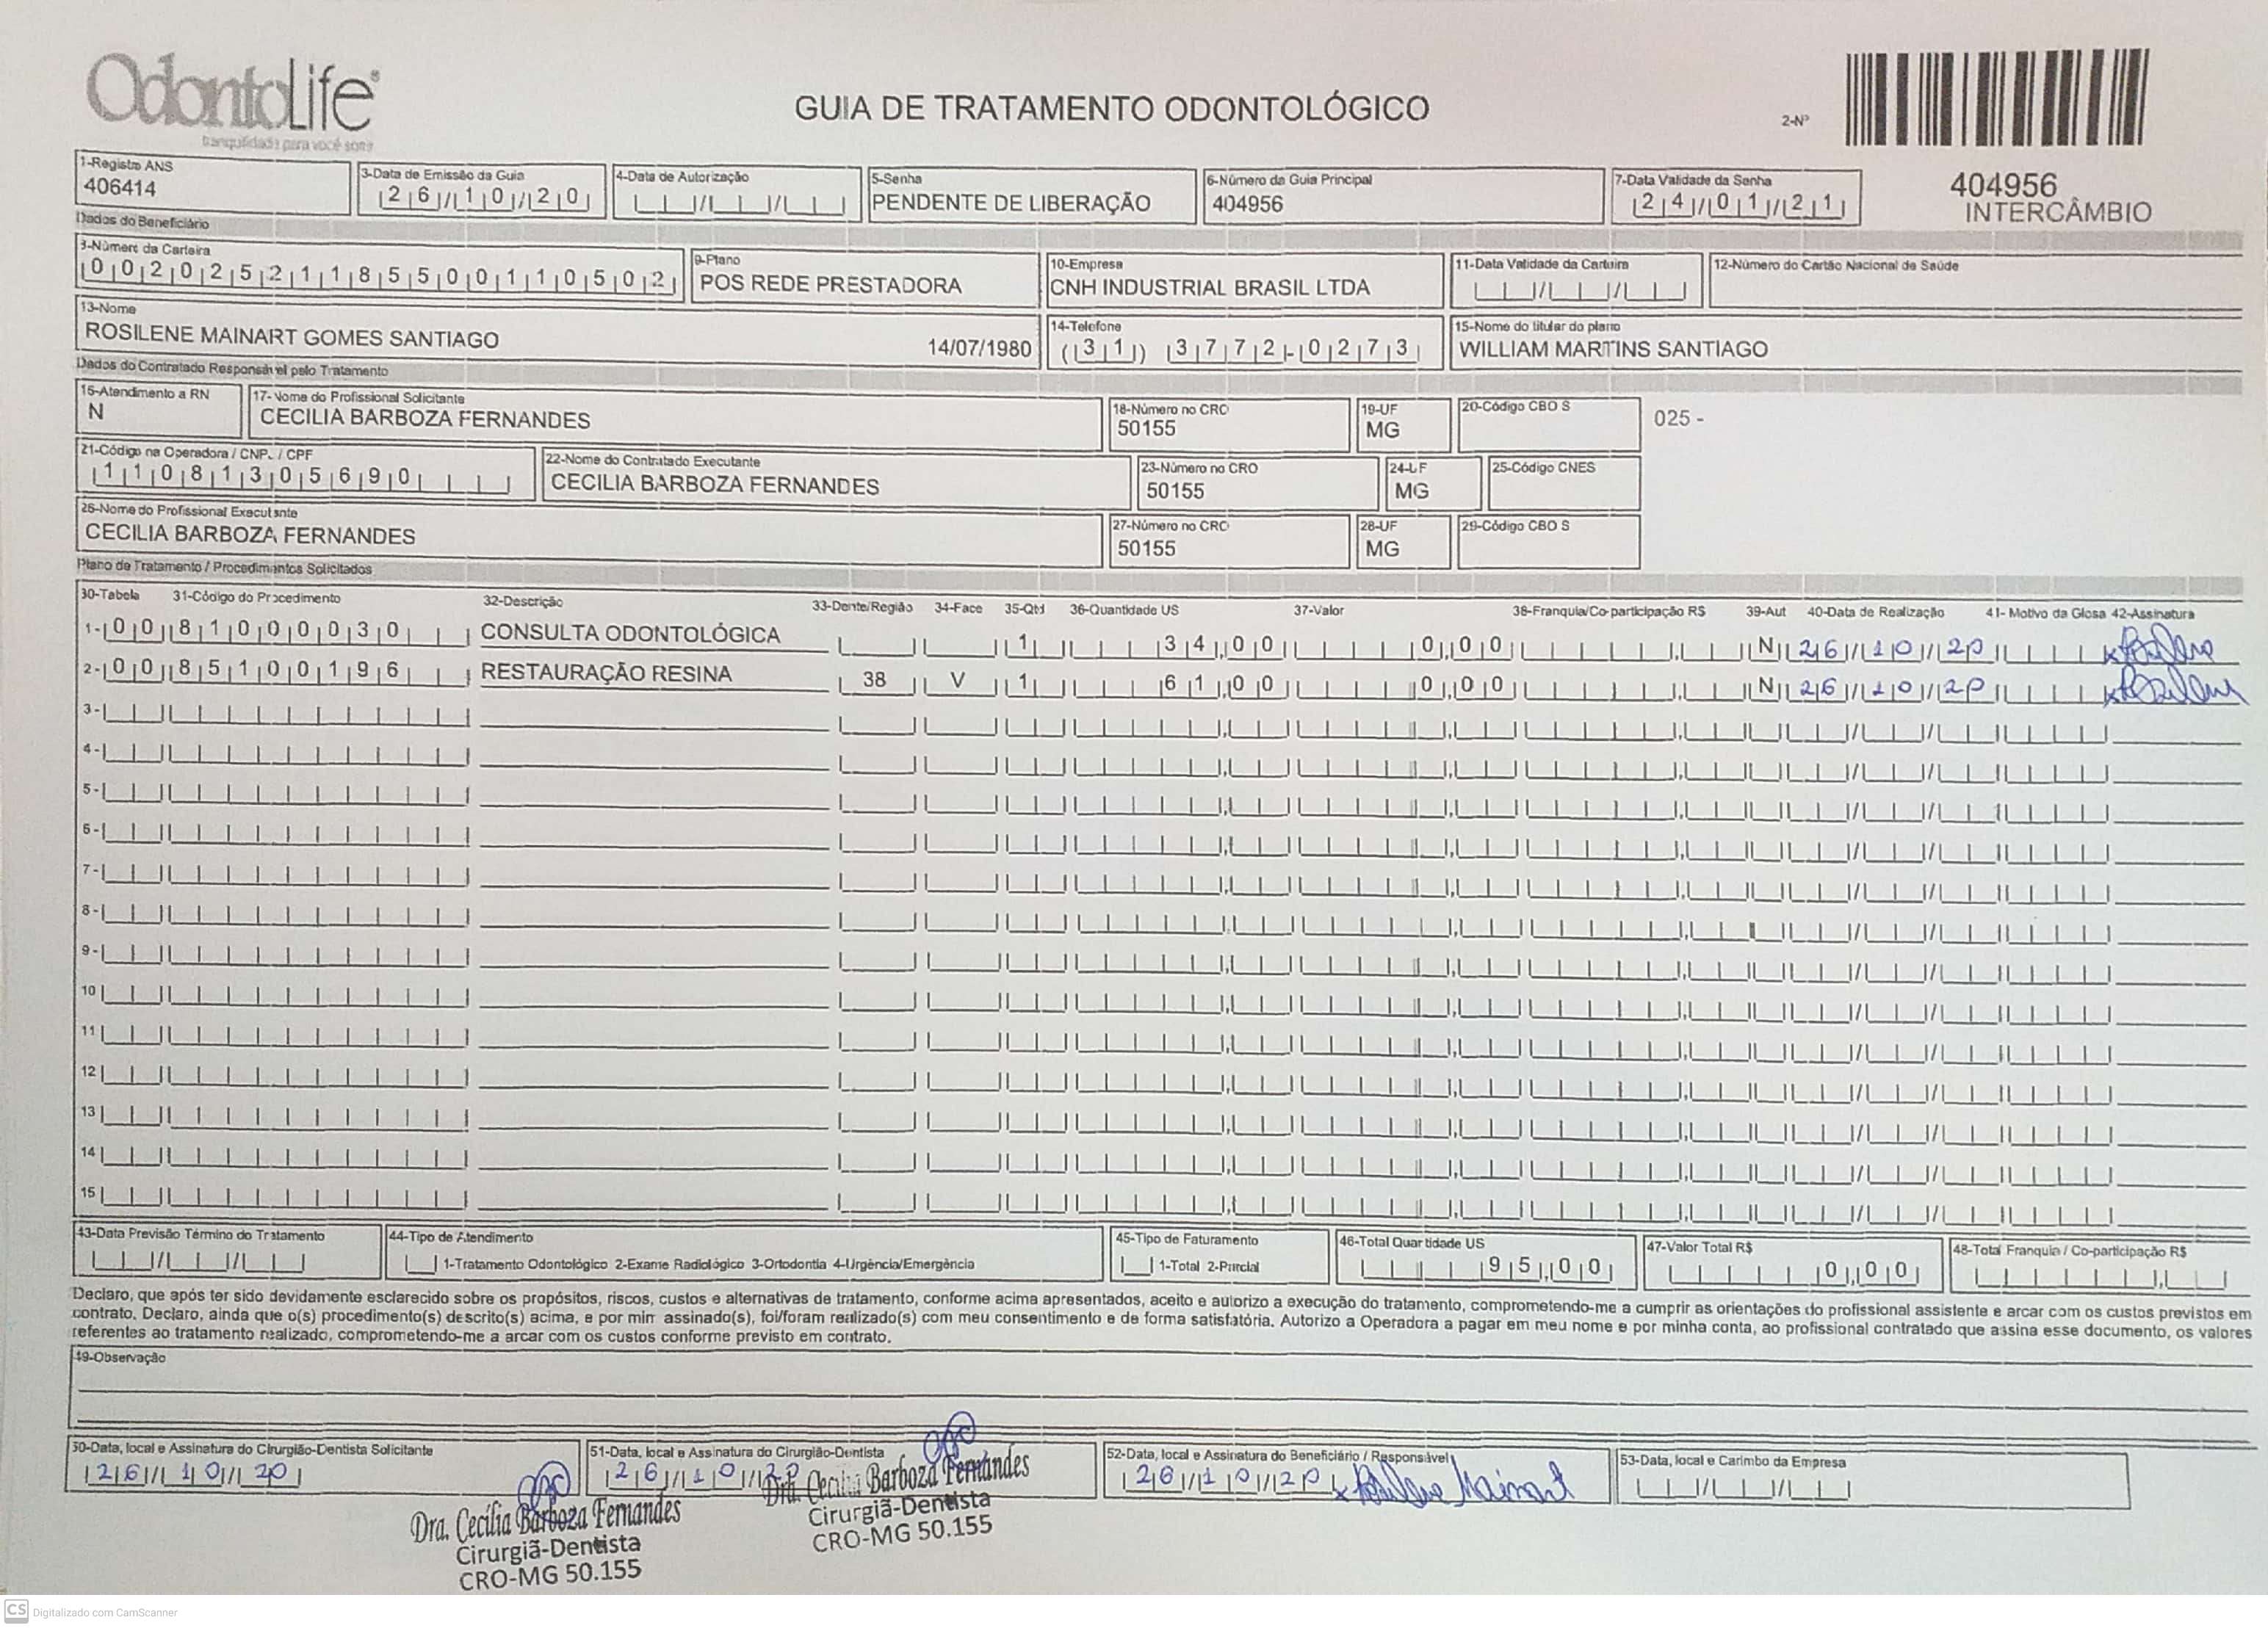 OdontoLife®
tranquilidade para você sorrir
GUIA DE TRATAMENTO ODONTOLÓGICO
2-Nº
404956
INTERCÂMBIO
1-Registro ANS
406414
3-Data de Emissão da Guia
26/10/20
4-Data de Autorização
5-Senha
PENDENTE DE LIBERAÇÃO
6-Número da Guia Principal
404956
7-Data Validade da Senha
24/01/21
Dados do Beneficiário
8-Número da Carteira
00202521185500110502
9-Plano
POS REDE PRESTADORA
10-Empresa
CNH INDUSTRIAL BRASIL LTDA
11-Data Validade da Carteira
12-Número do Cartão Nacional de Saúde
13-Nome
ROSILENE MAINART GOMES SANTIAGO 14/07/1980
14-Telefone
(31) 3772-0273
15-Nome do titular do plano
WILLIAM MARTINS SANTIAGO
Dados do Contratado Responsável pelo Tratamento
16-Atendimento a RN
N
17-Nome do Profissional Solicitante
CECILIA BARBOZA FERNANDES
18-Número no CRO
50155
19-UF
MG
20-Código CBO S
025 -
21-Código na Operadora / CNPJ / CPF
11081305690
22-Nome do Contratado Executante
CECILIA BARBOZA FERNANDES
23-Número no CRO
50155
24-UF
MG
25-Código CNES
26-Nome do Profissional Executante
CECILIA BARBOZA FERNANDES
27-Número no CRO
50155
28-UF
MG
29-Código CBO S
Plano de Tratamento / Procedimentos Solicitados
30-Tabela 31-Código do Procedimento 32-Descrição 33-Dente/Região 34-Face 35-Qtd 36-Quantidade US 37-Valor 38-Franquia/Co-participação R$ 39-Aut 40-Data de Realização 41- Motivo da Glosa 42-Assinatura
1- 00 81000030 CONSULTA ODONTOLÓGICA 1 34,00 0,00 N 26/10/20
2- 00 85100196 RESTAURAÇÃO RESINA 38 V 1 61,00 0,00 N 26/10/20
3-
4-
5-
6-
7-
8-
9-
10
11
12
13
14
15
43-Data Previsão Término do Tratamento
44-Tipo de Atendimento
1-Tratamento Odontológico 2-Exame Radiológico 3-Ortodontia 4-Urgência/Emergência
45-Tipo de Faturamento
1-Total 2-Parcial
46-Total Quantidade US
95,00
47-Valor Total R$
0,00
48-Total Franquia / Co-participação R$
Declaro, que após ter sido devidamente esclarecido sobre os propósitos, riscos, custos e alternativas de tratamento, conforme acima apresentados, aceito e autorizo a execução do tratamento, comprometendo-me a cumprir as orientações do profissional assistente e arcar com os custos previstos em
contrato. Declaro, ainda que o(s) procedimento(s) descrito(s) acima, e por mim assinado(s), foi/foram realizado(s) com meu consentimento e de forma satisfatória. Autorizo a Operadora a pagar em meu nome e por minha conta, ao profissional contratado que assina esse documento, os valores
referentes ao tratamento realizado, comprometendo-me a arcar com os custos conforme previsto em contrato.
49-Observação
50-Data, local e Assinatura do Cirurgião-Dentista Solicitante
26/10/20
51-Data, local e Assinatura do Cirurgião-Dentista
26/10/20
52-Data, local e Assinatura do Beneficiário / Responsável
26/10/20 x Rosilene Mainart
53-Data, local e Carimbo da Empresa
Dra. Cecília Barboza Fernandes
Cirurgiã-Dentista
CRO-MG 50.155
Dra. Cecília Barboza Fernandes
Cirurgiã-Dentista
CRO-MG 50.155
CS Digitalizado com CamScanner